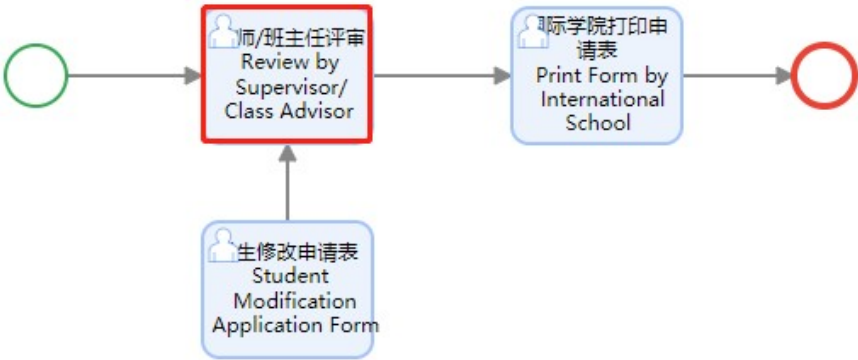 师/班主任评审
Review by
Supervisor/
Class Advisor
国际学院打印申
请表
Print Form by
International
School
生修改申请表
Student
Modification
Application Form